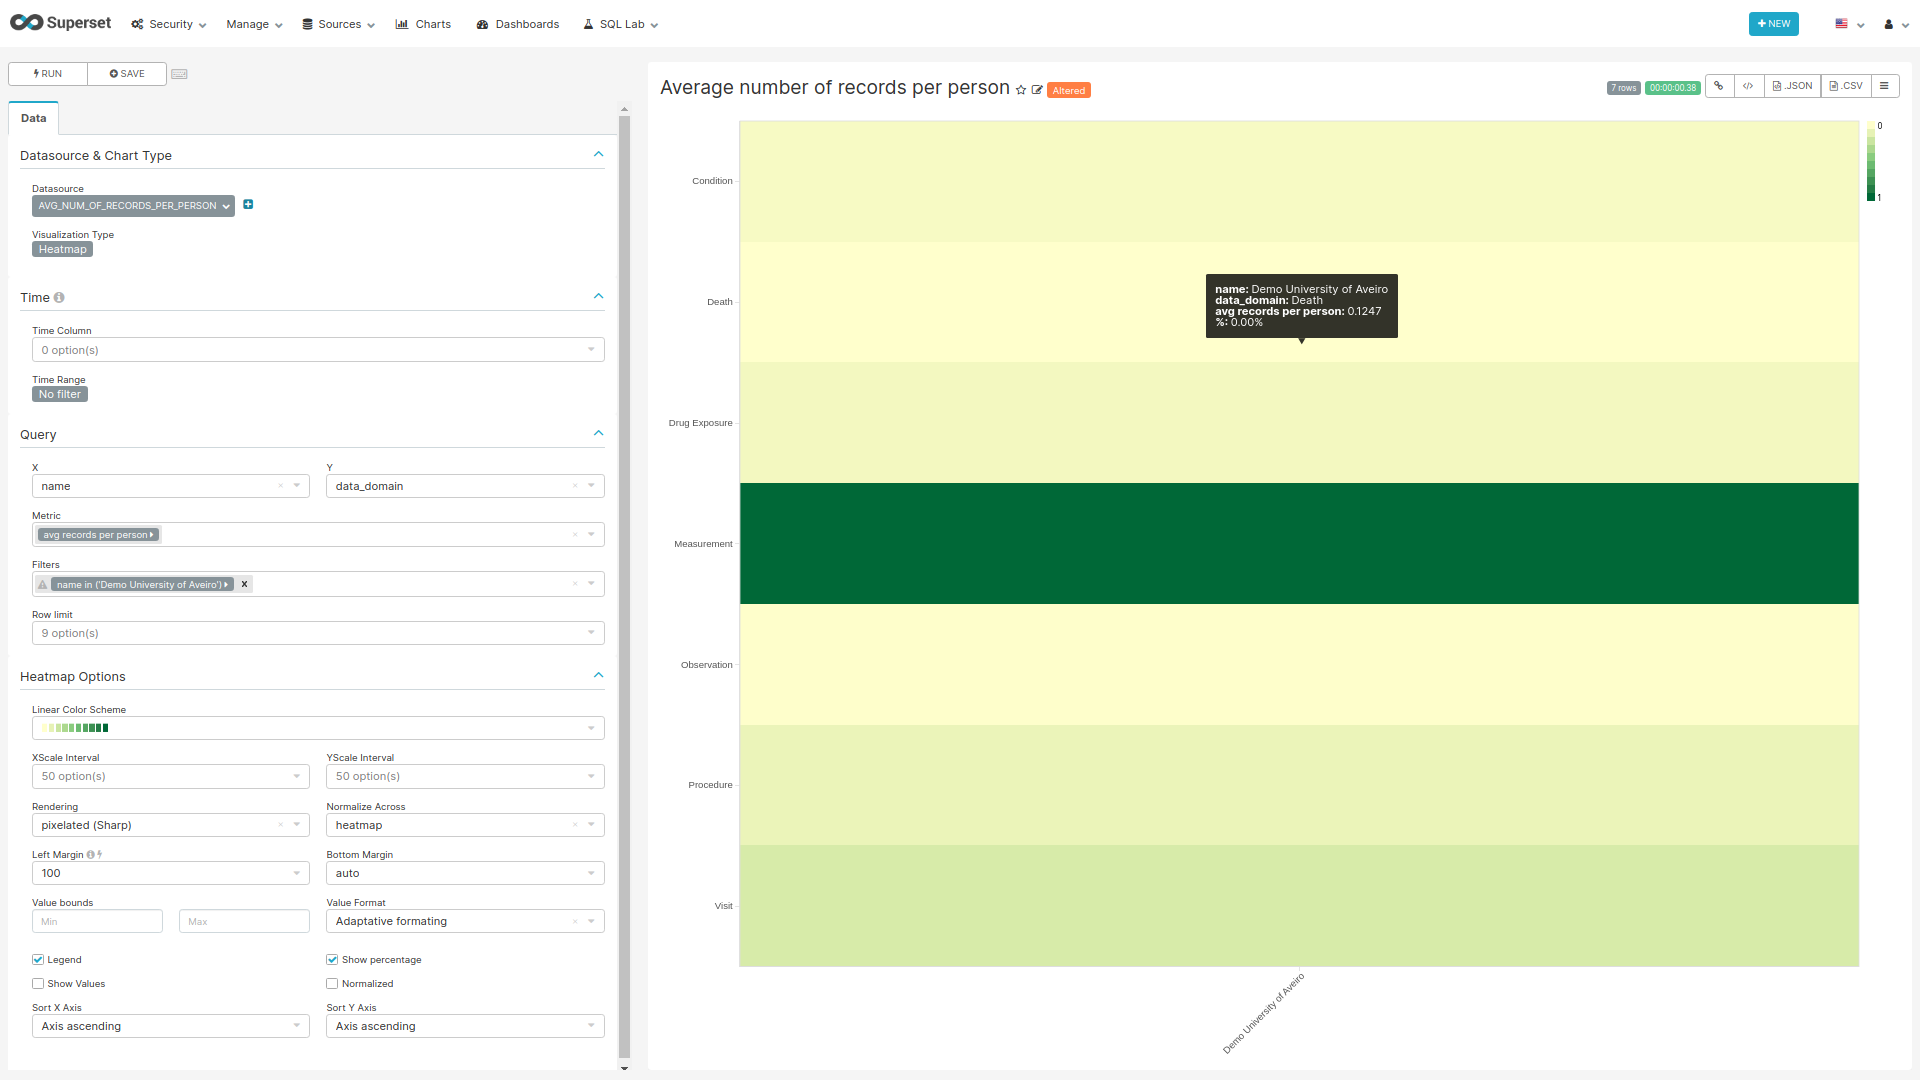 Superset Security Manage Sources Charts Dashboards SQL Lab + NEW
RUN SAVE
Data
Datasource & Chart Type
Datasource
AVG_NUM_OF_RECORDS_PER_PERSON
Visualization Type
Heatmap
Time
Time Column
0 option(s)
Time Range
No filter
Query
X Y
name × data_domain ×
Metric
avg records per person ×
Filters
name in ('Demo University of Aveiro') x ×
Row limit
9 option(s)
Heatmap Options
Linear Color Scheme
XScale Interval YScale Interval
50 option(s) 50 option(s)
Rendering Normalize Across
pixelated (Sharp) × heatmap ×
Left Margin Bottom Margin
100 auto
Value bounds Value Format
Min Max Adaptative formating ×
Legend Show percentage
Show Values Normalized
Sort X Axis Sort Y Axis
Axis ascending Axis ascending
Average number of records per person Altered 7 rows 00:00:00.38 </> .JSON .CSV
0
1
Condition
Death
Drug Exposure
Measurement
Observation
Procedure
Visit
name: Demo University of Aveiro
data_domain: Death
avg records per person: 0.1247
%: 0.00%
Demo University of Aveiro